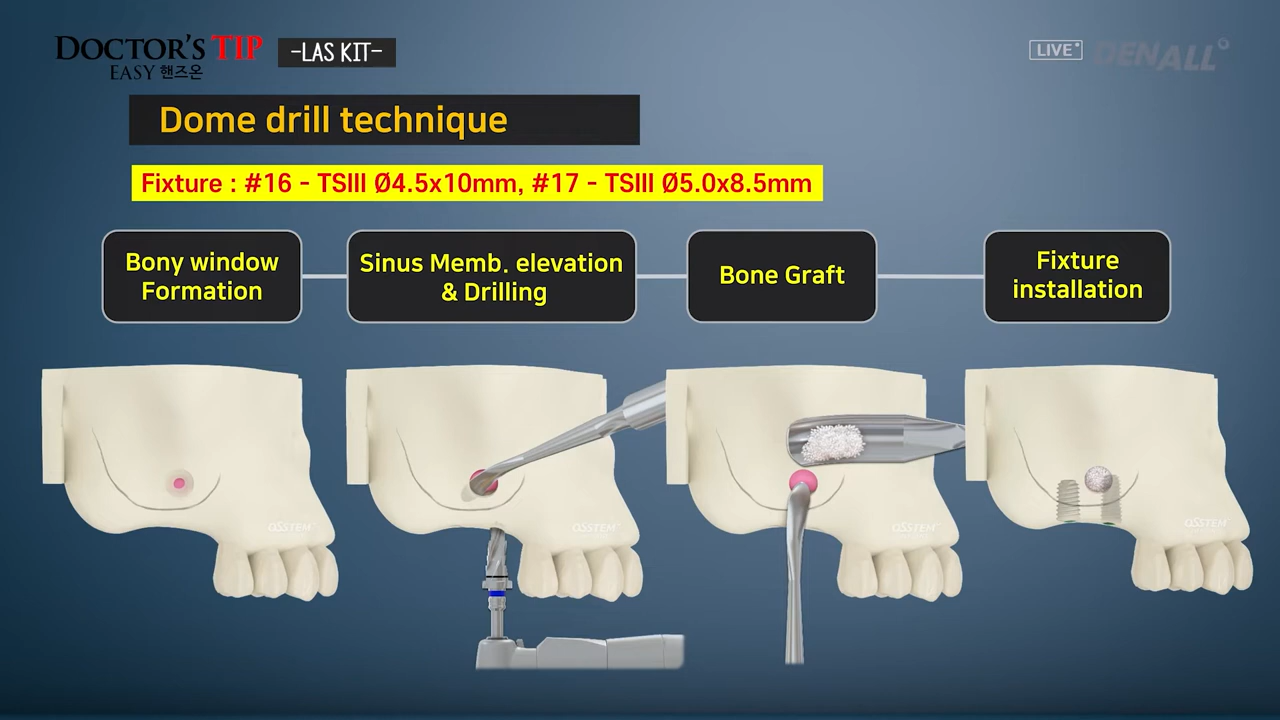 DOCTOR'S TIP -LAS KIT-
EASY 핸즈온
LIVE DENALL
Dome drill technique
Fixture : #16 - TSIII Ø4.5x10mm, #17 - TSIII Ø5.0x8.5mm
Bony window
Formation
Sinus Memb. elevation
& Drilling
Bone Graft
Fixture
installation
OSSTEM
OSSTEM
OSSTEM
OSSTEM